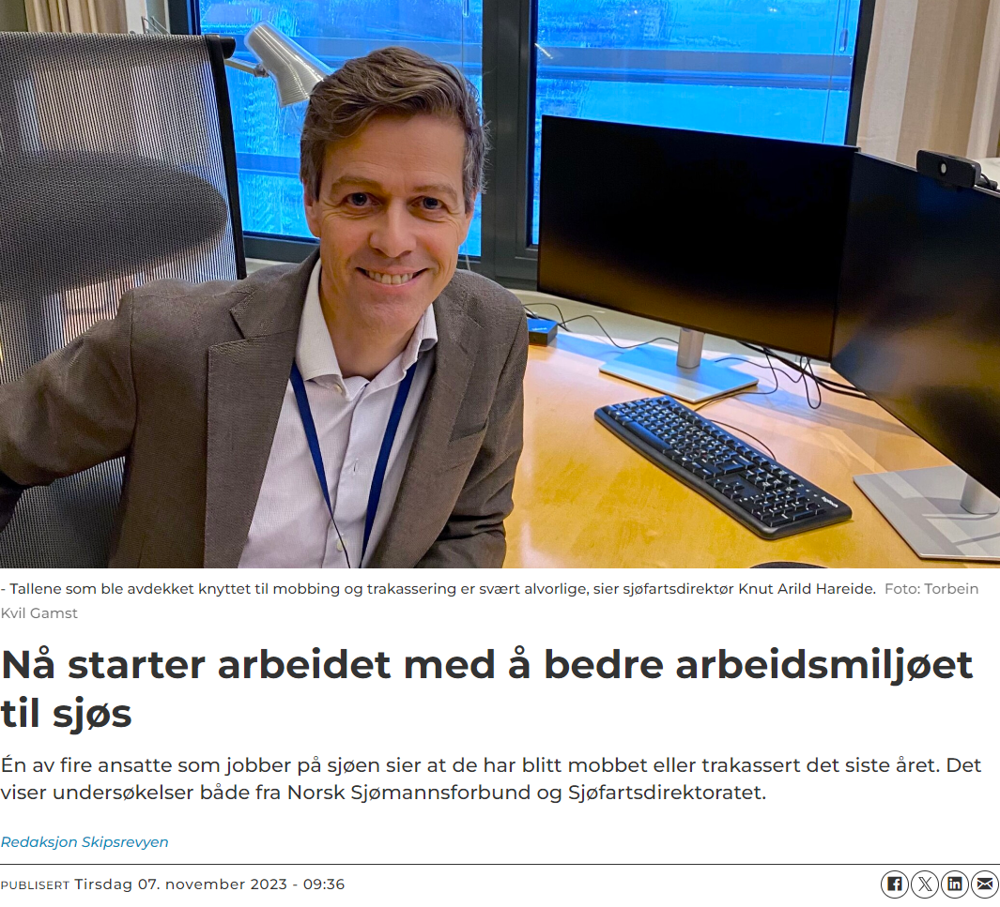 - Tallene som ble avdekket knyttet til mobbing og trakassering er svært alvorlige, sier sjøfartsdirektør Knut Arild Hareide.  Foto: Torbein
Kvil Gamst
Nå starter arbeidet med å bedre arbeidsmiljøet
til sjøs
Én av fire ansatte som jobber på sjøen sier at de har blitt mobbet eller trakassert det siste året. Det
viser undersøkelser både fra Norsk Sjømannsforbund og Sjøfartsdirektoratet.
Redaksjon Skipsrevyen
PUBLISERT Tirsdag 07. november 2023 - 09:36